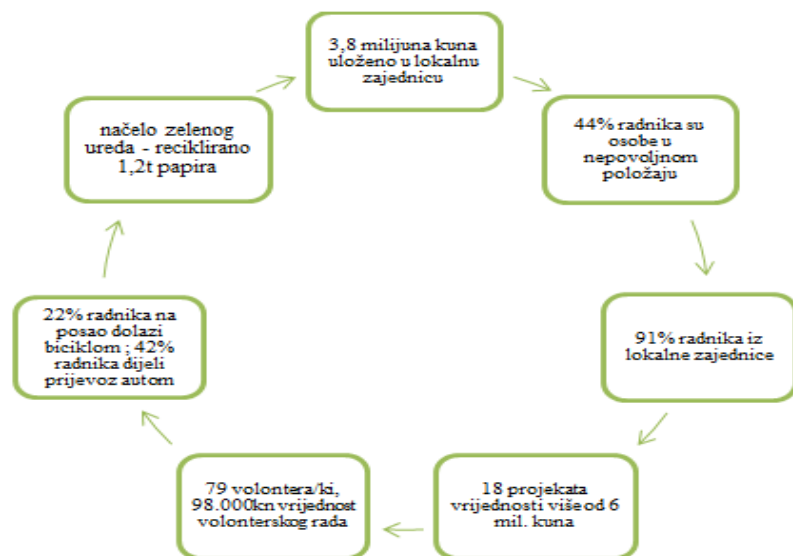 3,8 milijuna kuna
uloženo u lokalnu
zajednicu
44% radnika su
osobe u
nepovoljnom
položaju
91% radnika iz
lokalne zajednice
18 projekata
vrijednosti više od 6
mil. kuna
79 volontera/ki,
98.000kn vrijednost
volonterskog rada
22% radnika na
posao dolazi
biciklom ; 42%
radnika dijeli
prijevoz autom
načelo zelenog
ureda - reciklirano
1,2t papira